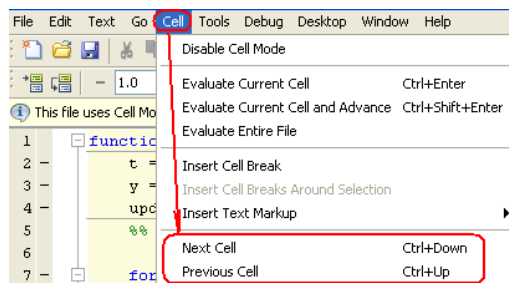 File Edit Text Go Cell Tools Debug Desktop Window Help
Disable Cell Mode
1.0
Evaluate Current Cell Ctrl+Enter
This file uses Cell Mo
Evaluate Current Cell and Advance Ctrl+Shift+Enter
Evaluate Entire File
1 functic
2 - t =
Insert Cell Break
3 - y =
Insert Cell Breaks Around Selection
4 - upd
Insert Text Markup
5 %%
Next Cell Ctrl+Down
6
7 - for
Previous Cell Ctrl+Up